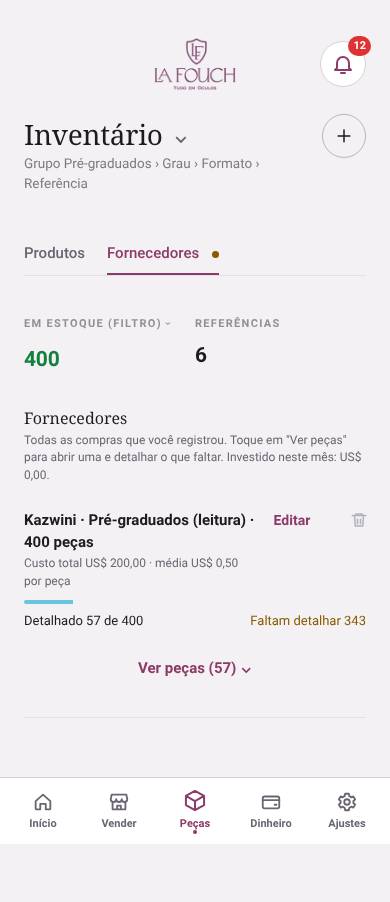 LF
LA FOUCH
TUDO EM ÓCULOS
12
Inventário
Grupo Pré-graduados › Grau › Formato ›
Referência
Produtos Fornecedores
EM ESTOQUE (FILTRO) REFERÊNCIAS
400 6
Fornecedores
Todas as compras que você registrou. Toque em "Ver peças"
para abrir uma e detalhar o que faltar. Investido neste mês: US$
0,00.
Kazwini · Pré-graduados (leitura) · Editar
400 peças
Custo total US$ 200,00 · média US$ 0,50
por peça
Detalhado 57 de 400 Faltam detalhar 343
Ver peças (57)
Início Vender Peças Dinheiro Ajustes